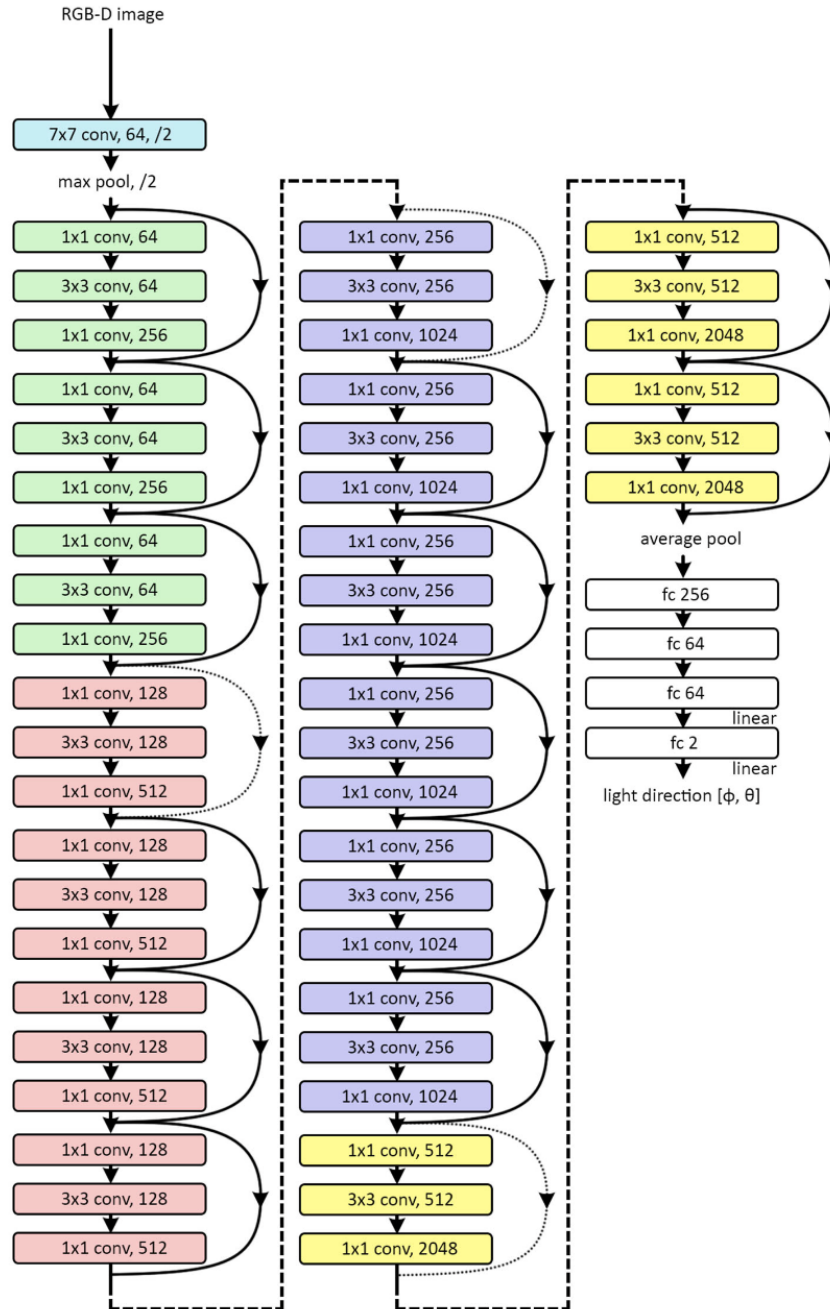 RGB-D image
7x7 conv, 64, /2
max pool, /2
1x1 conv, 64
3x3 conv, 64
1x1 conv, 256
1x1 conv, 64
3x3 conv, 64
1x1 conv, 256
1x1 conv, 64
3x3 conv, 64
1x1 conv, 256
1x1 conv, 128
3x3 conv, 128
1x1 conv, 512
1x1 conv, 128
3x3 conv, 128
1x1 conv, 512
1x1 conv, 128
3x3 conv, 128
1x1 conv, 512
1x1 conv, 128
3x3 conv, 128
1x1 conv, 512
1x1 conv, 256
3x3 conv, 256
1x1 conv, 1024
1x1 conv, 256
3x3 conv, 256
1x1 conv, 1024
1x1 conv, 256
3x3 conv, 256
1x1 conv, 1024
1x1 conv, 256
3x3 conv, 256
1x1 conv, 1024
1x1 conv, 256
3x3 conv, 256
1x1 conv, 1024
1x1 conv, 256
3x3 conv, 256
1x1 conv, 1024
1x1 conv, 512
3x3 conv, 512
1x1 conv, 2048
1x1 conv, 512
3x3 conv, 512
1x1 conv, 2048
1x1 conv, 512
3x3 conv, 512
1x1 conv, 2048
average pool
fc 256
fc 64
fc 64
linear
fc 2
linear
light direction [ϕ, θ]